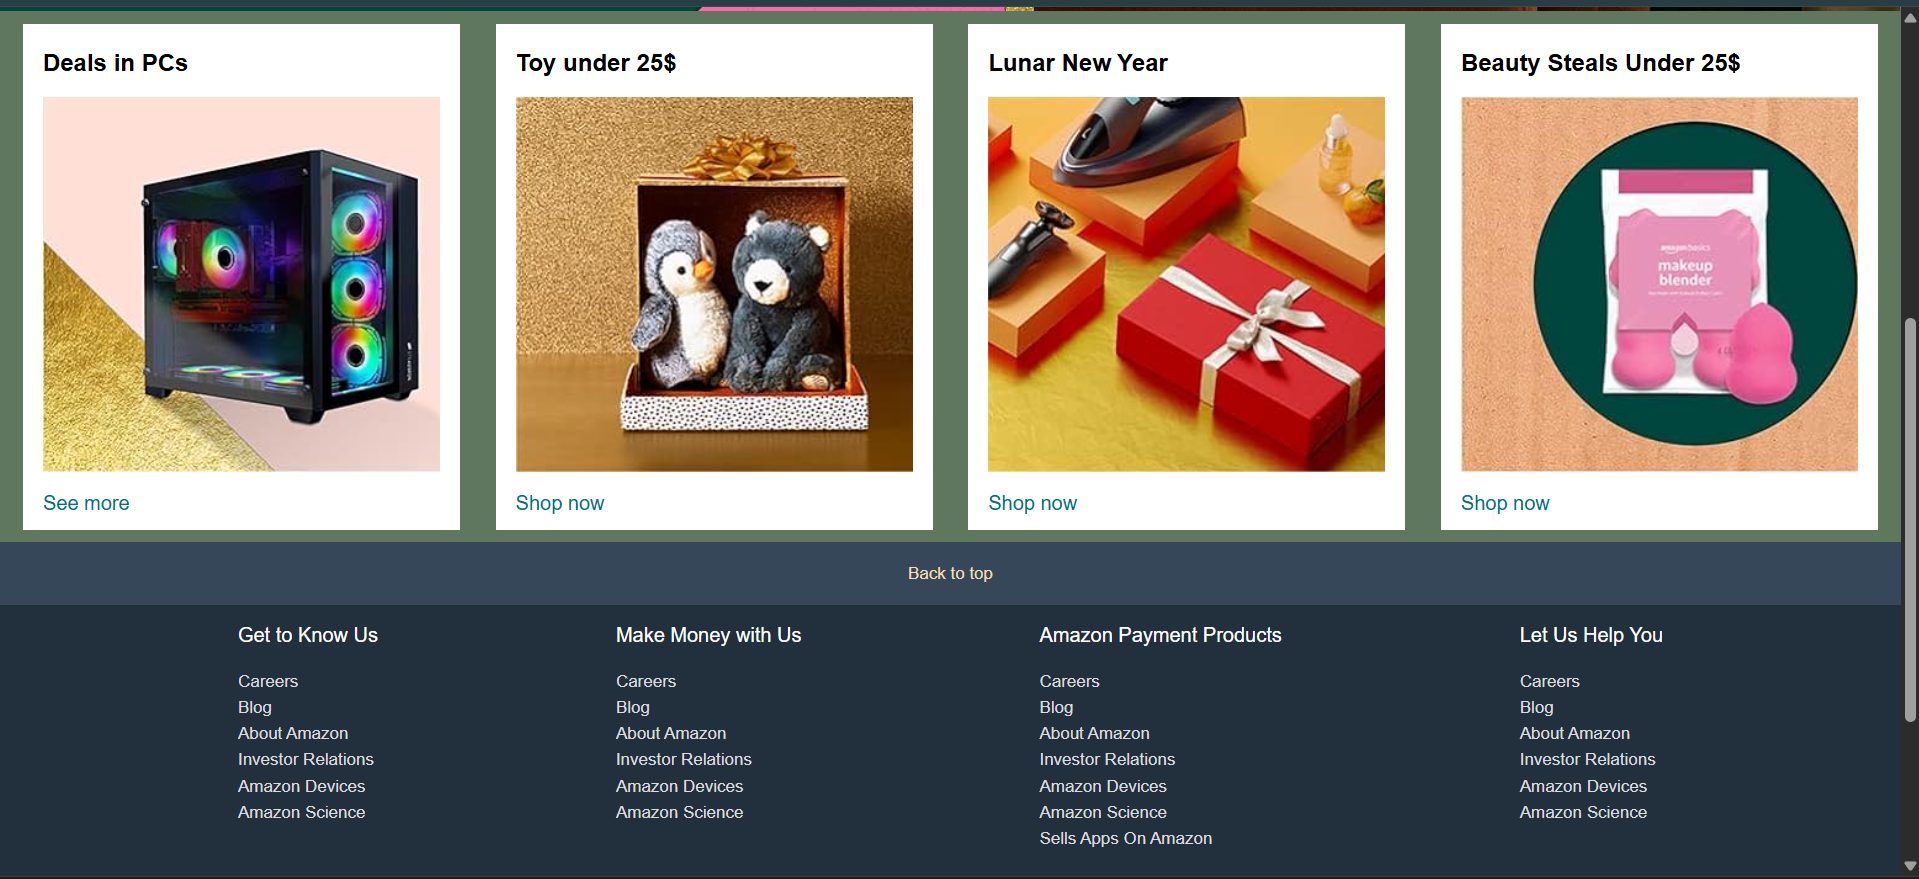 Deals in PCs
Toy under 25$
Lunar New Year
Beauty Steals Under 25$
amazonbasics
makeup
blender
See more
Shop now
Shop now
Shop now
Back to top
Get to Know Us
Careers
Blog
About Amazon
Investor Relations
Amazon Devices
Amazon Science
Make Money with Us
Careers
Blog
About Amazon
Investor Relations
Amazon Devices
Amazon Science
Amazon Payment Products
Careers
Blog
About Amazon
Investor Relations
Amazon Devices
Amazon Science
Sells Apps On Amazon
Let Us Help You
Careers
Blog
About Amazon
Investor Relations
Amazon Devices
Amazon Science